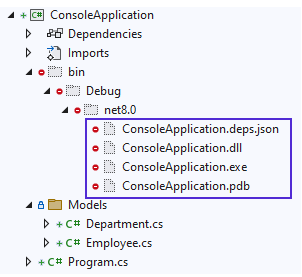 ConsoleApplication
Dependencies
Imports
bin
Debug
net8.0
ConsoleApplication.deps.json
ConsoleApplication.dll
ConsoleApplication.exe
ConsoleApplication.pdb
Models
C# Department.cs
C# Employee.cs
C# Program.cs